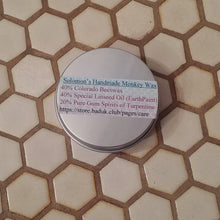 Solomon's Handmade Monkey Wax
40% Colorado Beeswax
40% Special Linseed Oil (EarthPaint)
20% Pure Gum Spirits of Turpentine
https://store.baduk.club/pages/care